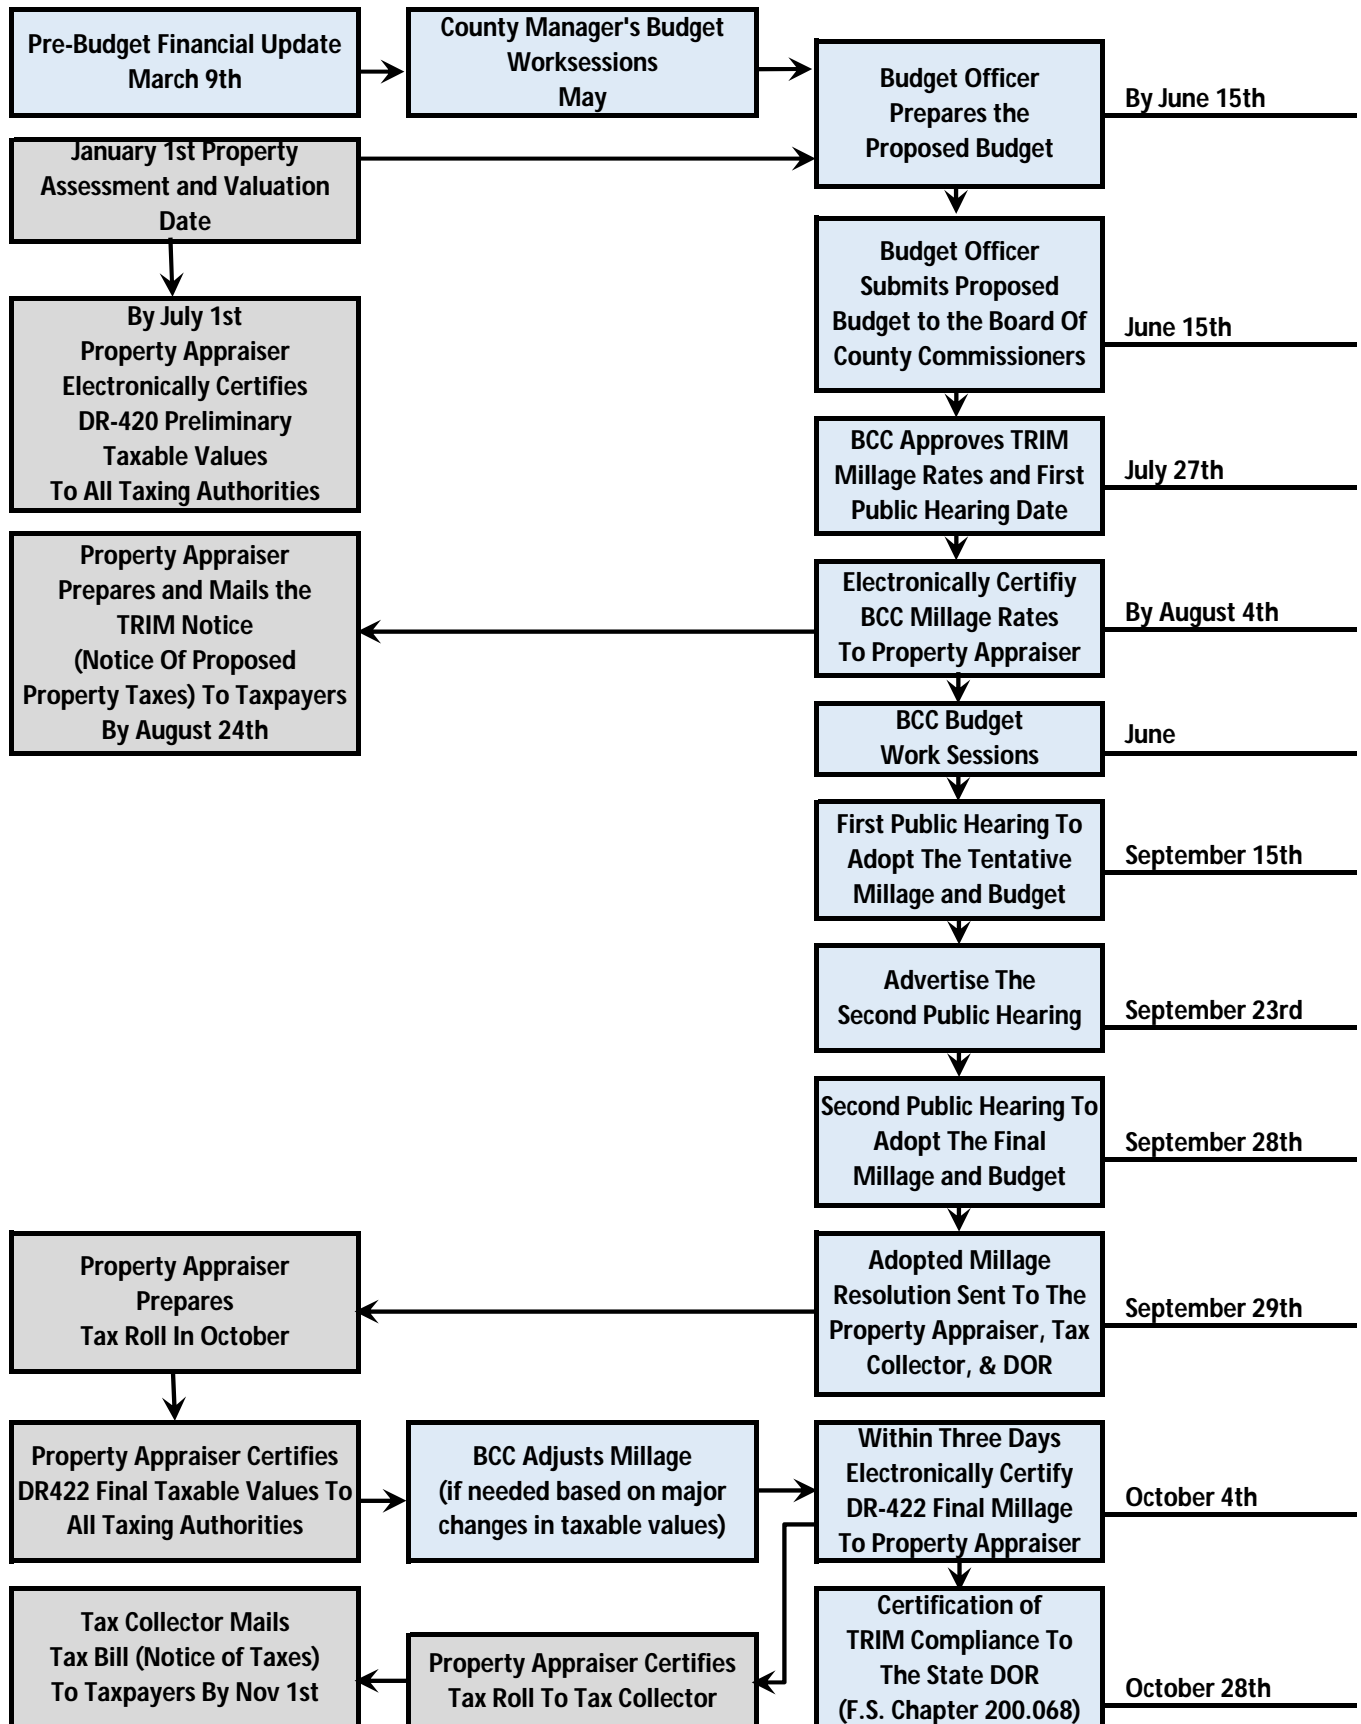 Pre-Budget Financial Update
March 9th
County Manager's Budget
Worksessions
May
Budget Officer
Prepares the
Proposed Budget
By June 15th
January 1st Property
Assessment and Valuation
Date
Budget Officer
Submits Proposed
Budget to the Board Of
County Commissioners
June 15th
By July 1st
Property Appraiser
Electronically Certifies
DR-420 Preliminary
Taxable Values
To All Taxing Authorities
BCC Approves TRIM
Millage Rates and First
Public Hearing Date
July 27th
Property Appraiser
Prepares and Mails the
TRIM Notice
(Notice Of Proposed
Property Taxes) To Taxpayers
By August 24th
Electronically Certifiy
BCC Millage Rates
To Property Appraiser
By August 4th
BCC Budget
Work Sessions
June
First Public Hearing To
Adopt The Tentative
Millage and Budget
September 15th
Advertise The
Second Public Hearing
September 23rd
Second Public Hearing To
Adopt The Final
Millage and Budget
September 28th
Property Appraiser
Prepares
Tax Roll In October
Adopted Millage
Resolution Sent To The
Property Appraiser, Tax
Collector, & DOR
September 29th
Property Appraiser Certifies
DR422 Final Taxable Values To
All Taxing Authorities
BCC Adjusts Millage
(if needed based on major
changes in taxable values)
Within Three Days
Electronically Certify
DR-422 Final Millage
To Property Appraiser
October 4th
Tax Collector Mails
Tax Bill (Notice of Taxes)
To Taxpayers By Nov 1st
Property Appraiser Certifies
Tax Roll To Tax Collector
Certification of
TRIM Compliance To
The State DOR
(F.S. Chapter 200.068)
October 28th